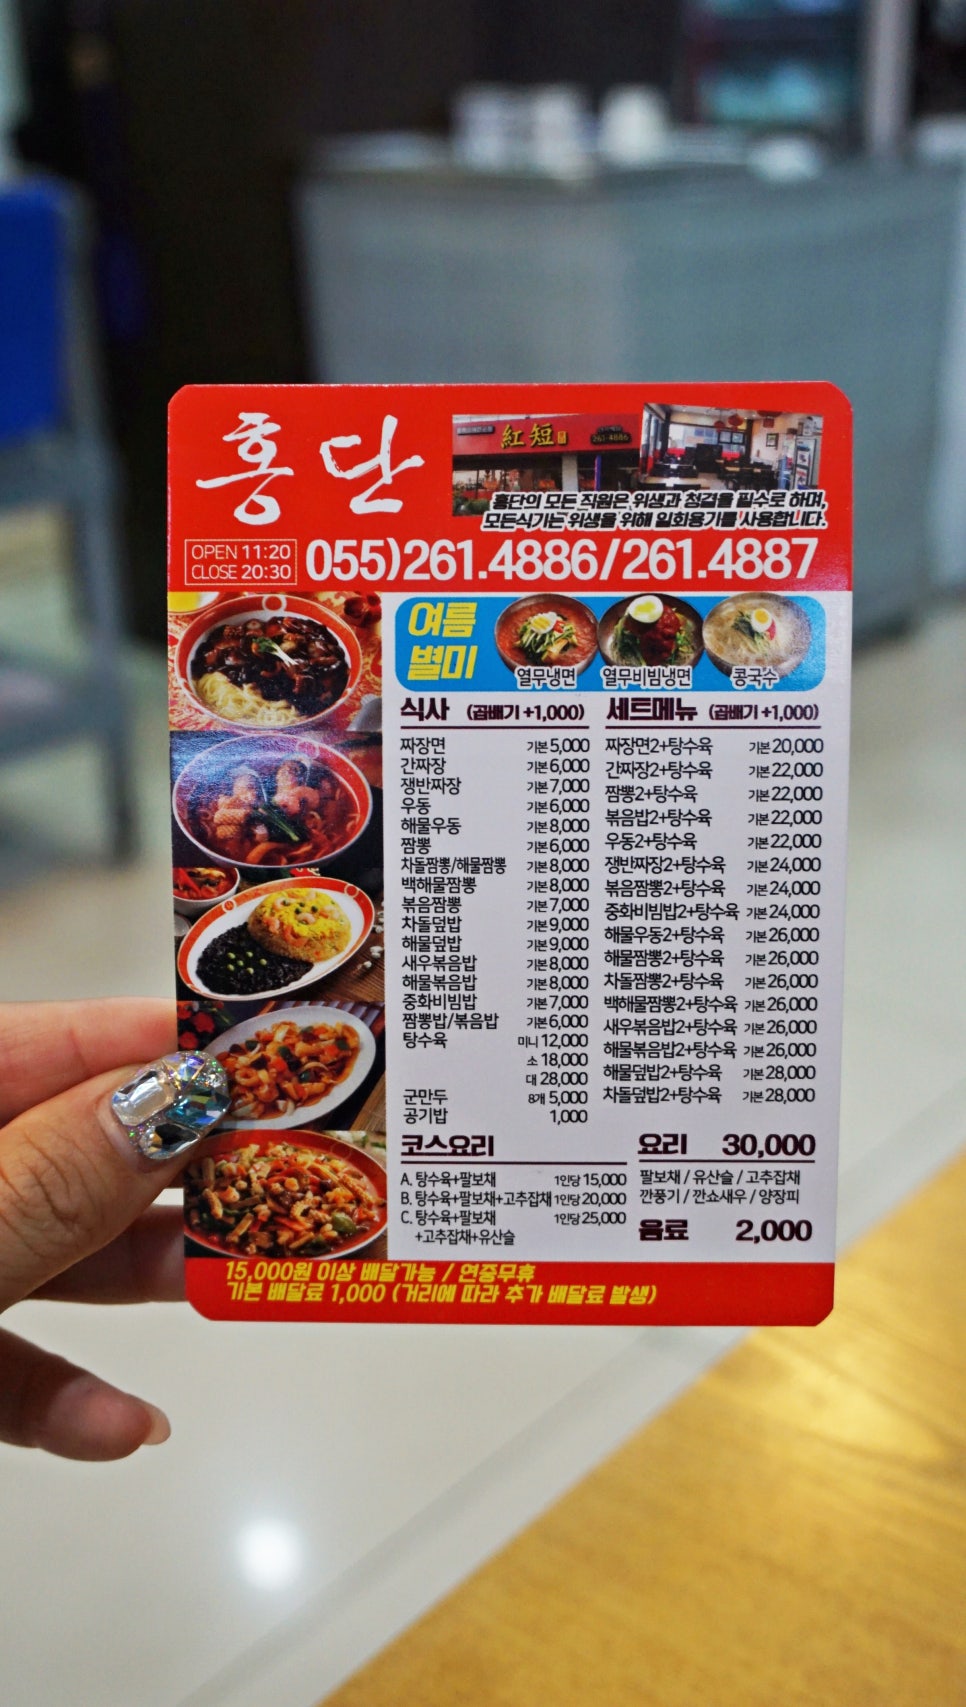 홍단
紅短
261-4886
홍단의 모든 직원은 위생과 청결을 필수로 하며,
모든식기는 위생을 위해 일회용기를 사용합니다.
OPEN 11:20
CLOSE 20:30
055)261.4886/261.4887
여름
별미
열무냉면 열무비빔냉면 콩국수
식사 (곱빼기 +1,000)
짜장면 기본 5,000
간짜장 기본 6,000
쟁반짜장 기본 7,000
우동 기본 6,000
해물우동 기본 8,000
짬뽕 기본 6,000
차돌짬뽕/해물짬뽕 기본 8,000
백해물짬뽕 기본 8,000
볶음짬뽕 기본 7,000
차돌덮밥 기본 9,000
해물덮밥 기본 9,000
새우볶음밥 기본 8,000
해물볶음밥 기본 8,000
중화비빔밥 기본 7,000
짬뽕밥/볶음밥 기본 6,000
탕수육 미니 12,000
소 18,000
대 28,000
군만두 8개 5,000
공기밥 1,000
세트메뉴 (곱빼기 +1,000)
짜장면2+탕수육 기본 20,000
간짜장2+탕수육 기본 22,000
짬뽕2+탕수육 기본 22,000
볶음밥2+탕수육 기본 22,000
우동2+탕수육 기본 22,000
쟁반짜장2+탕수육 기본 24,000
볶음짬뽕2+탕수육 기본 24,000
중화비빔밥2+탕수육 기본 24,000
해물우동2+탕수육 기본 26,000
해물짬뽕2+탕수육 기본 26,000
차돌짬뽕2+탕수육 기본 26,000
백해물짬뽕2+탕수육 기본 26,000
새우볶음밥2+탕수육 기본 26,000
해물볶음밥2+탕수육 기본 26,000
해물덮밥2+탕수육 기본 28,000
차돌덮밥2+탕수육 기본 28,000
코스요리
A. 탕수육+팔보채 1인당 15,000
B. 탕수육+팔보채+고추잡채 1인당 20,000
C. 탕수육+팔보채 1인당 25,000
+고추잡채+유산슬
요리 30,000
팔보채 / 유산슬 / 고추잡채
깐풍기 / 깐쇼새우 / 양장피
음료 2,000
15,000원 이상 배달가능 / 연중무휴
기본 배달료 1,000 (거리에 따라 추가 배달료 발생)